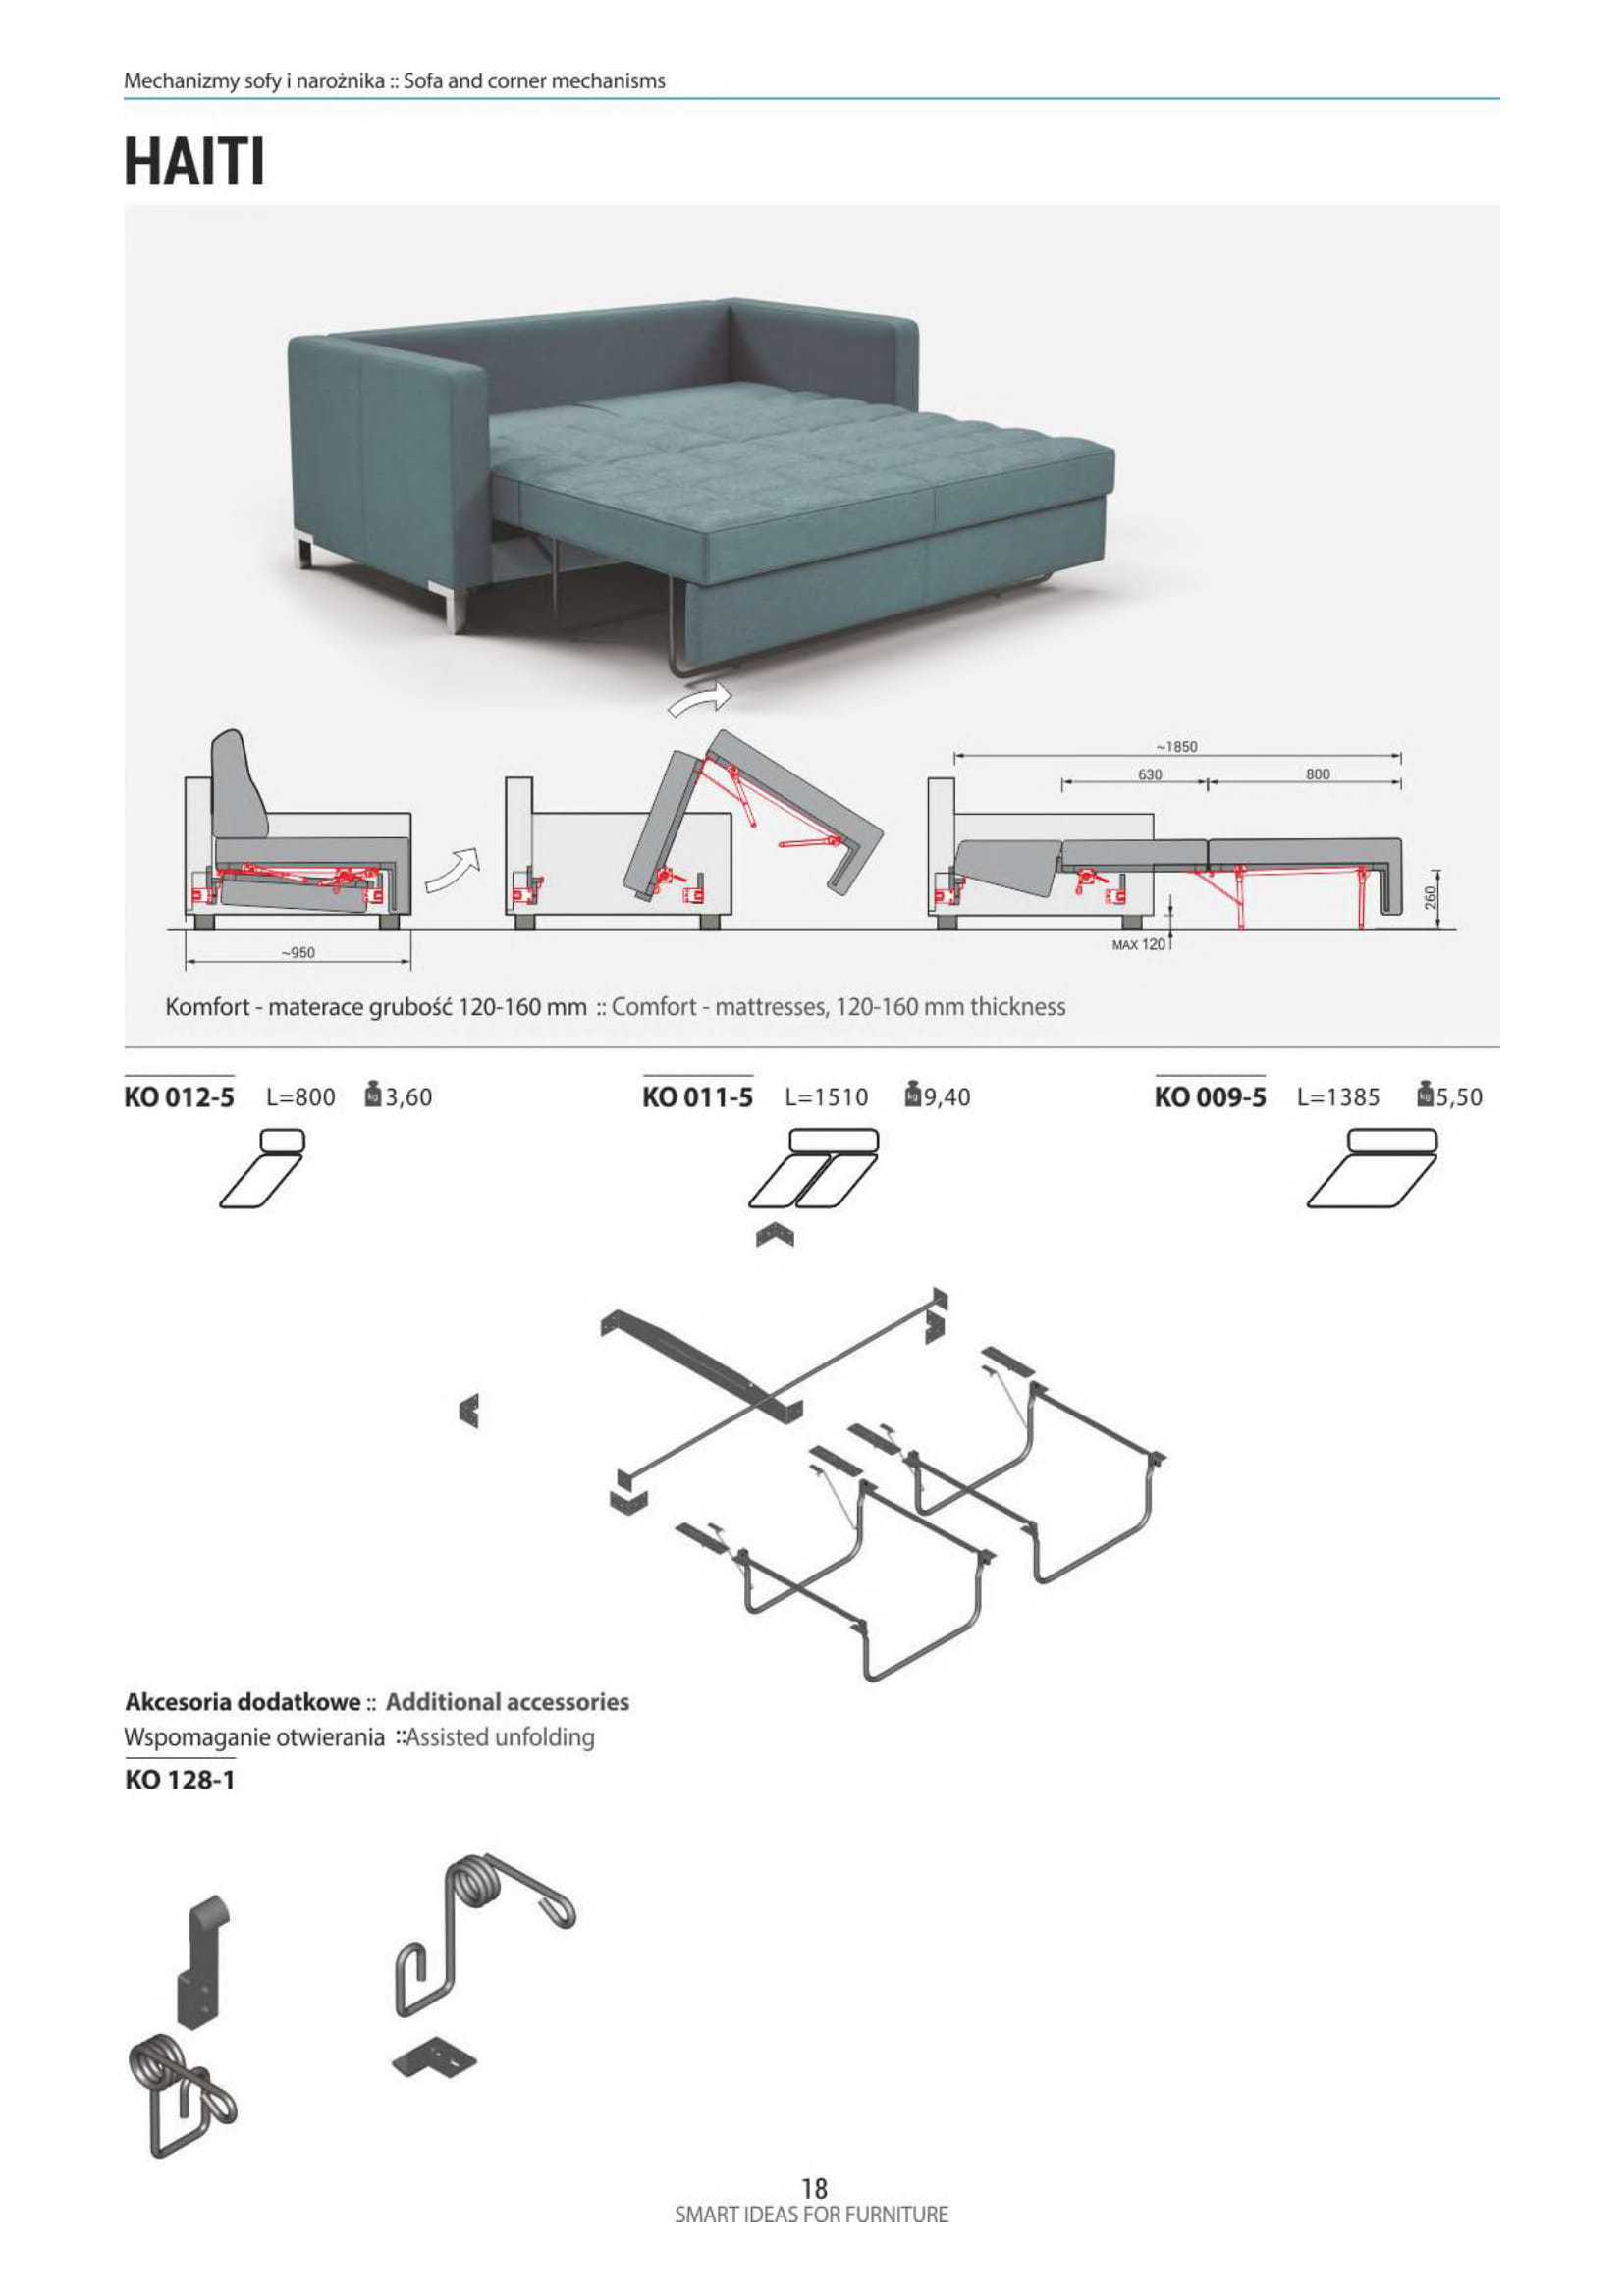 Mechanizmy sofy i narożnika :: Sofa and corner mechanisms
HAITI
~1850
630
800
260
MAX 120
~950
Komfort - materace grubość 120-160 mm :: Comfort - mattresses, 120-160 mm thickness
KO 012-5 L=800 kg 3,60
KO 011-5 L=1510 kg 9,40
KO 009-5 L=1385 kg 5,50
Akcesoria dodatkowe :: Additional accessories
Wspomaganie otwierania ::Assisted unfolding
KO 128-1
18
SMART IDEAS FOR FURNITURE